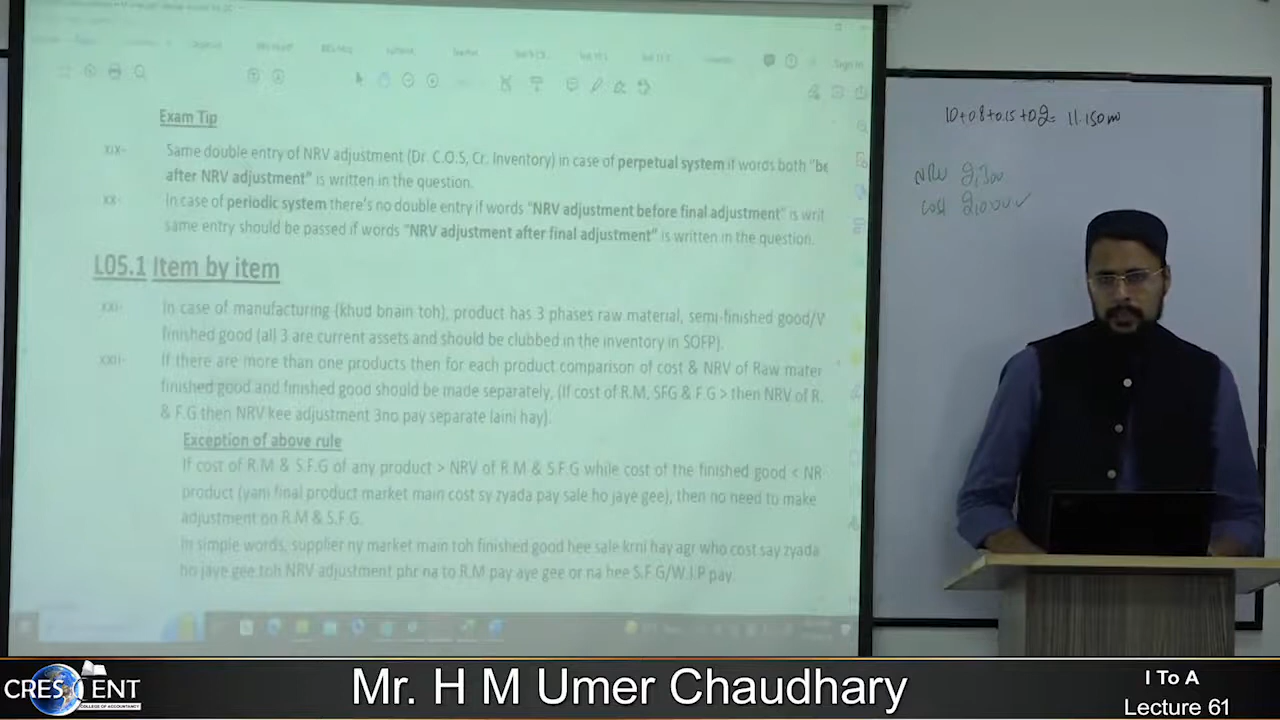 Sign In
Exam Tip
XIX- Same double entry of NRV adjustment (Dr. C.O.S, Cr. Inventory) in case of perpetual system if words both "be
after NRV adjustment" is written in the question.
XX- In case of periodic system there's no double entry if words "NRV adjustment before final adjustment" is writ
same entry should be passed if words "NRV adjustment after final adjustment" is written in the question.
LO5.1 Item by item
XXI- In case of manufacturing (khud bnain toh), product has 3 phases raw material, semi-finished good/V
finished good (all 3 are current assets and should be clubbed in the inventory in SOFP).
XXII- If there are more than one products then for each product comparison of cost & NRV of Raw mater
finished good and finished good should be made separately, (If cost of R.M, SFG & F.G > then NRV of R.
& F.G then NRV kee adjustment 3no pay separate laini hay).
Exception of above rule
If cost of R.M & S.F.G of any product > NRV of R.M & S.F.G while cost of the finished good < NR
product (yani final product market main cost sy zyada pay sale ho jaye gee), then no need to make
adjustment on R.M & S.F.G.
In simple words, supplier ny market main toh finished good hee sale krni hay agr who cost say zyada
ho jaye gee toh NRV adjustment phr na to R.M pay aye gee or na hee S.F.G/W.I.P pay.
10+0.8+0.15+0.2= 11.150m
NRV
Cost
CRESCENT
COLLEGE OF ACCOUNTANCY
Mr. H M Umer Chaudhary
I To A
Lecture 61